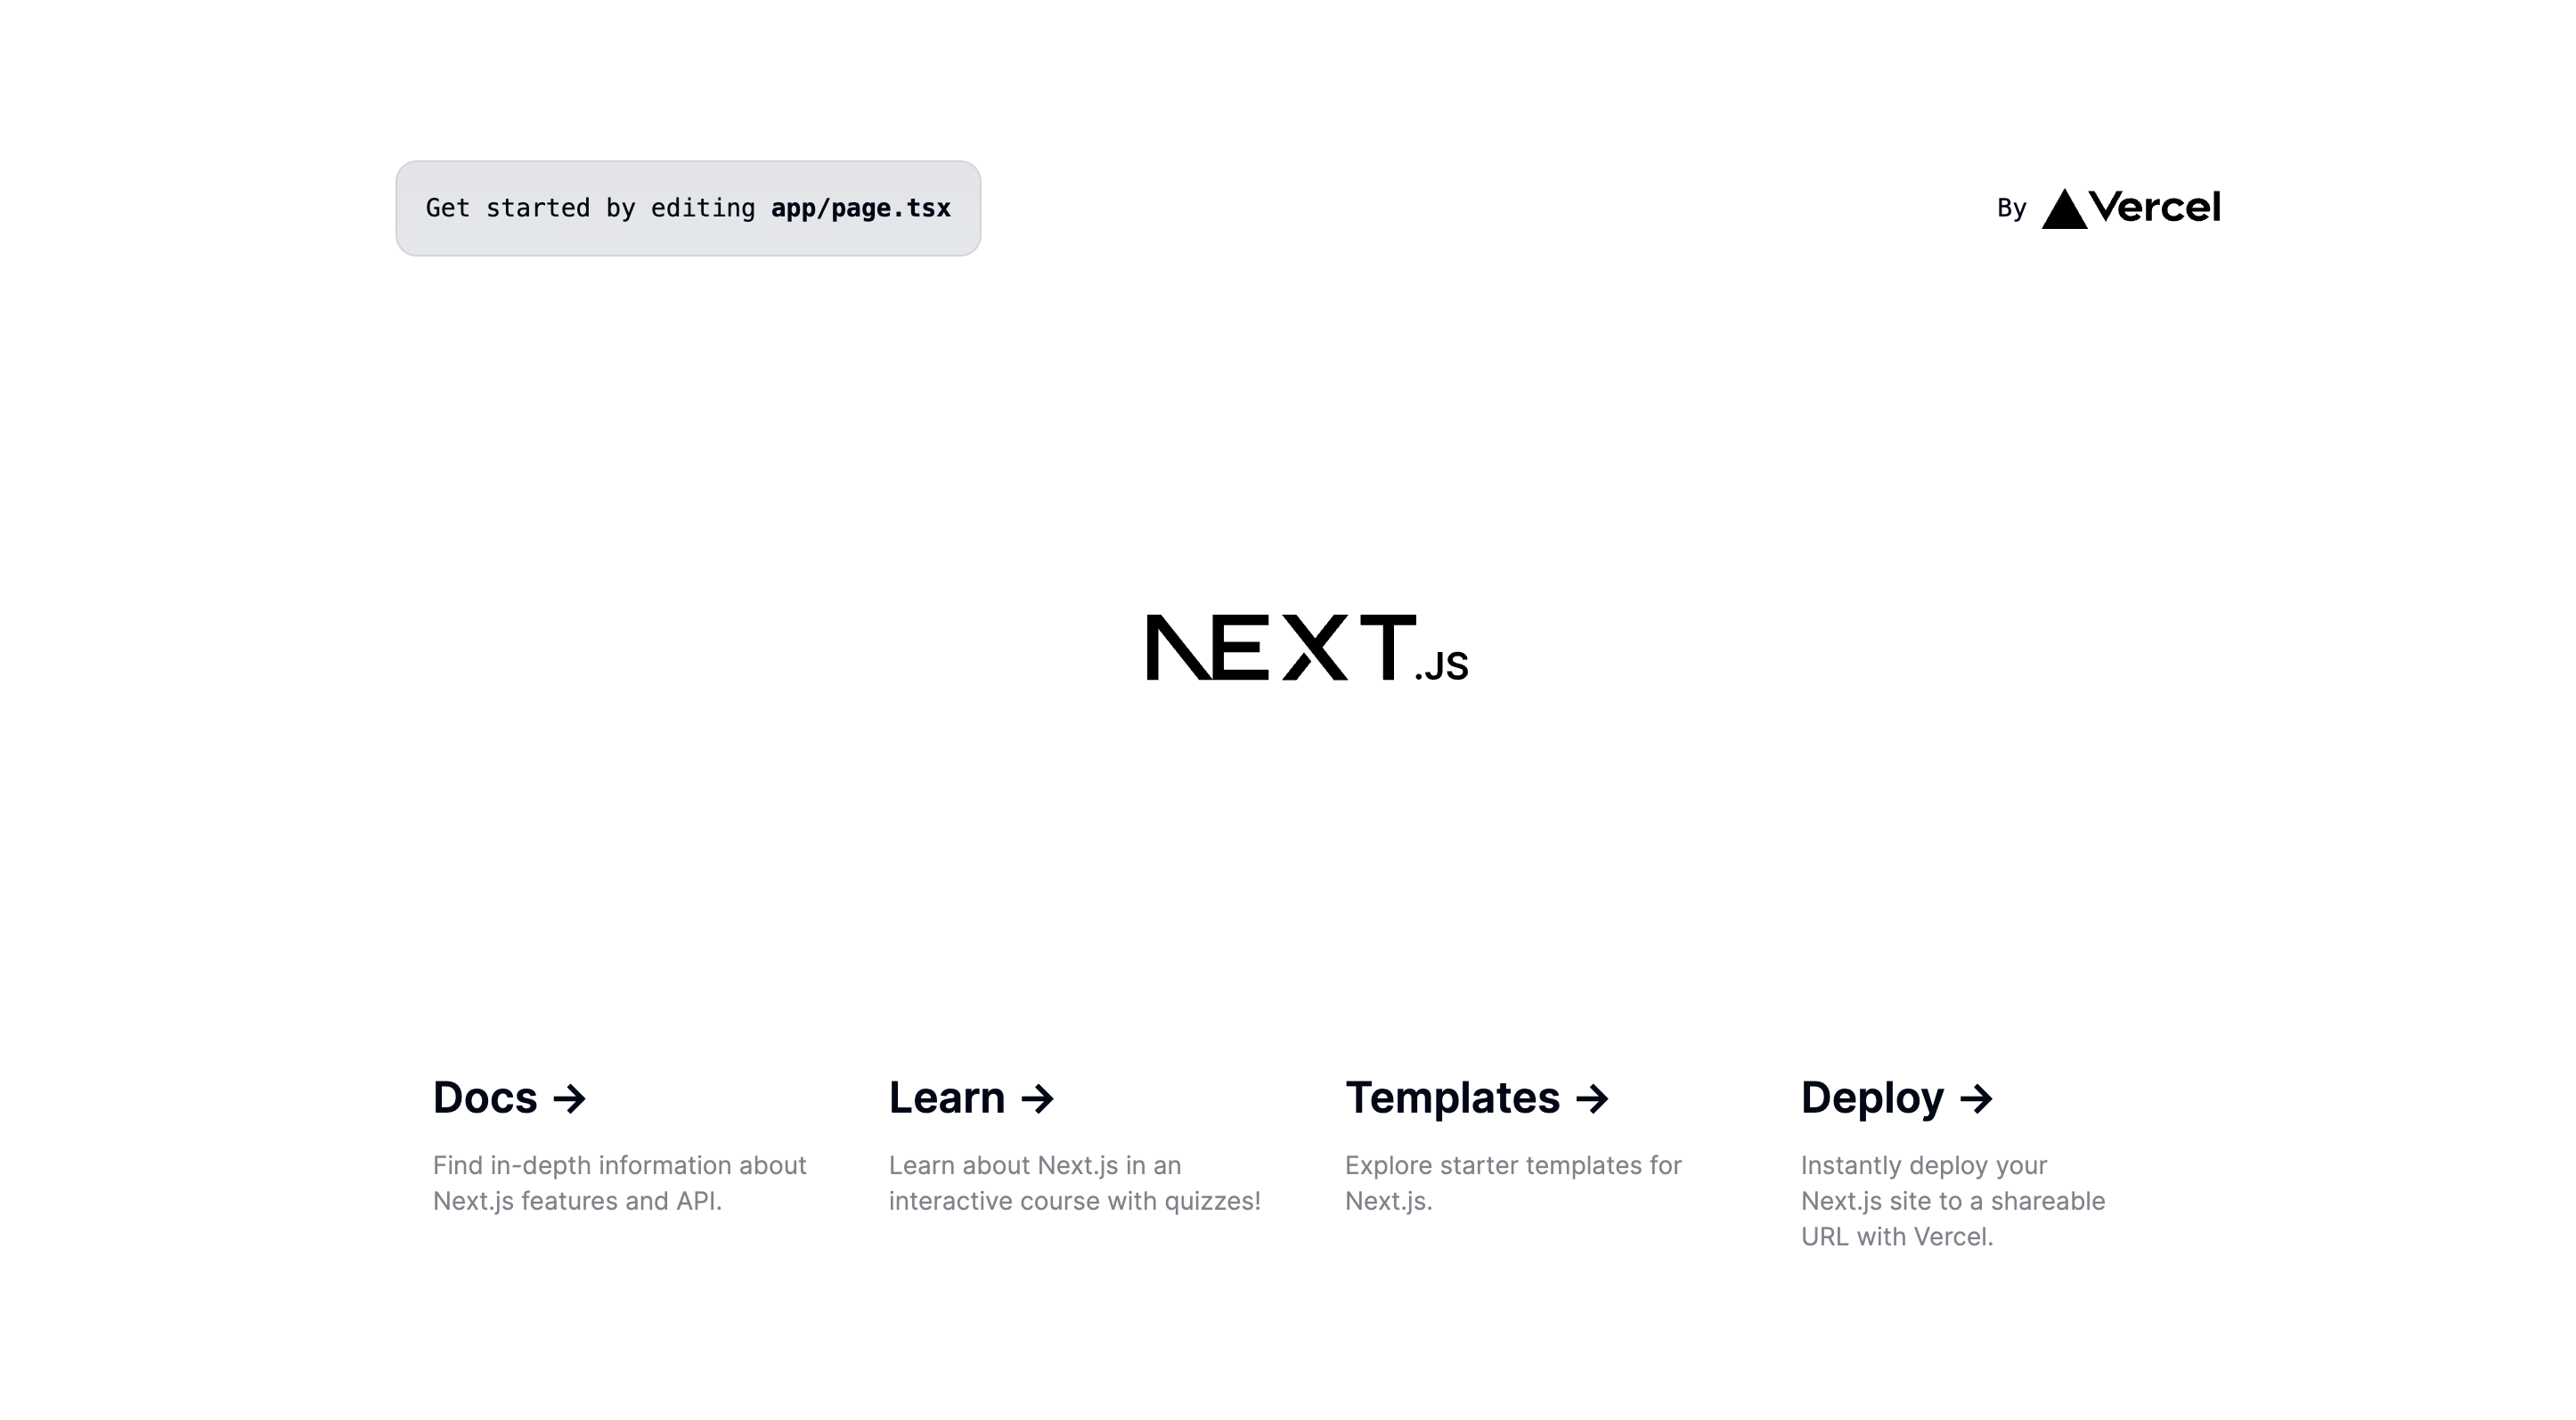 Get started by editing app/page.tsx
By Vercel
NEXT.JS
Docs →
Find in-depth information about
Next.js features and API.
Learn →
Learn about Next.js in an
interactive course with quizzes!
Templates →
Explore starter templates for
Next.js.
Deploy →
Instantly deploy your
Next.js site to a shareable
URL with Vercel.